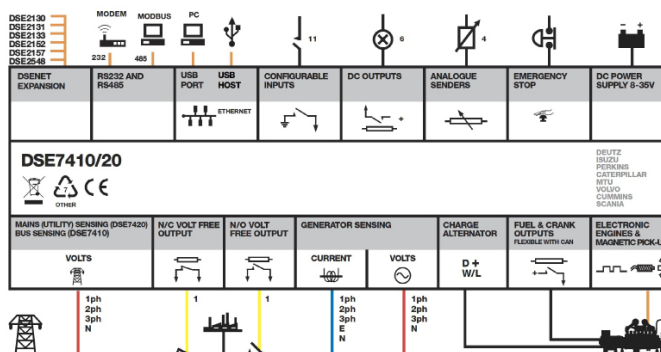 DSE2130
DSE2131
DSE2133
DSE2152
DSE2157
DSE2548
MODEM
MODBUS
PC
232
485
11
6
4
DSENET
EXPANSION
RS232 AND
RS485
USB
PORT
USB
HOST
ETHERNET
CONFIGURABLE
INPUTS
DC OUTPUTS
+
ANALOGUE
SENDERS
EMERGENCY
STOP
DC POWER
SUPPLY 8-35V
DSE7410/20
7
OTHER
CE
DEUTZ
ISUZU
PERKINS
CATERPILLAR
MTU
VOLVO
CUMMINS
SCANIA
MAINS (UTILITY) SENSING (DSE7420)
BUS SENSING (DSE7410)
VOLTS
N/C VOLT FREE
OUTPUT
N/O VOLT
FREE OUTPUT
GENERATOR SENSING
CURRENT
VOLTS
CHARGE
ALTERNATOR
D +
W/L
FUEL & CRANK
OUTPUTS
FLEXIBLE WITH CAN
+
ELECTRONIC
ENGINES &
MAGNETIC PICK-U
1ph
2ph
3ph
N
1
1
1ph
2ph
3ph
E
N
1ph
2ph
3ph
N